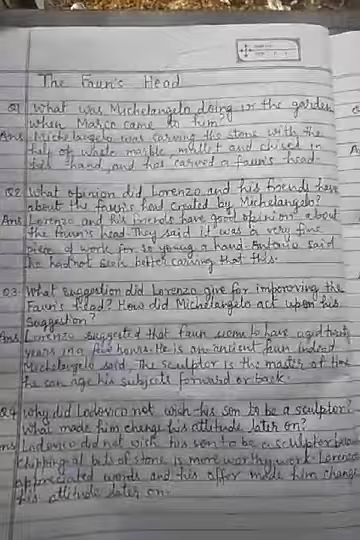 The Faun's Head
Q1 What was Michelangelo doing in the garden
when Marco came to him?
Ans Michelangelo was carving the stone with the
help of white marble, mallet and chisel in
his hand and has carved a faun's head.
Q2 What opinion did Lorenzo and his friends have
about the faun's head created by Michelangelo?
Ans Lorenzo and his friends have good opinion about
the faun's head. They said it was a very fine
piece of work for so young a hand. Antonio said
he had not seen better carving that this.
Q3 What suggestion did Lorenzo give for imporoving the
Faun's head? How did Michelangelo act upon his
suggestion?
Ans Lorenzo suggested that faun seem to have aged
years in a few hours. He is an ancient faun indeed
Michelangelo said. The sculptor is the master of time
he can age his subjects forward or back.
Q4 Why did Lodovico not wish his son to be a sculptor?
What made him change his attitude later on?
Ans Lodovico did not wish his son to be a sculptor
chipping of bits of stone is more worthy work. Lorenzo
appreciated words and his offer made him change
his attitude later on.